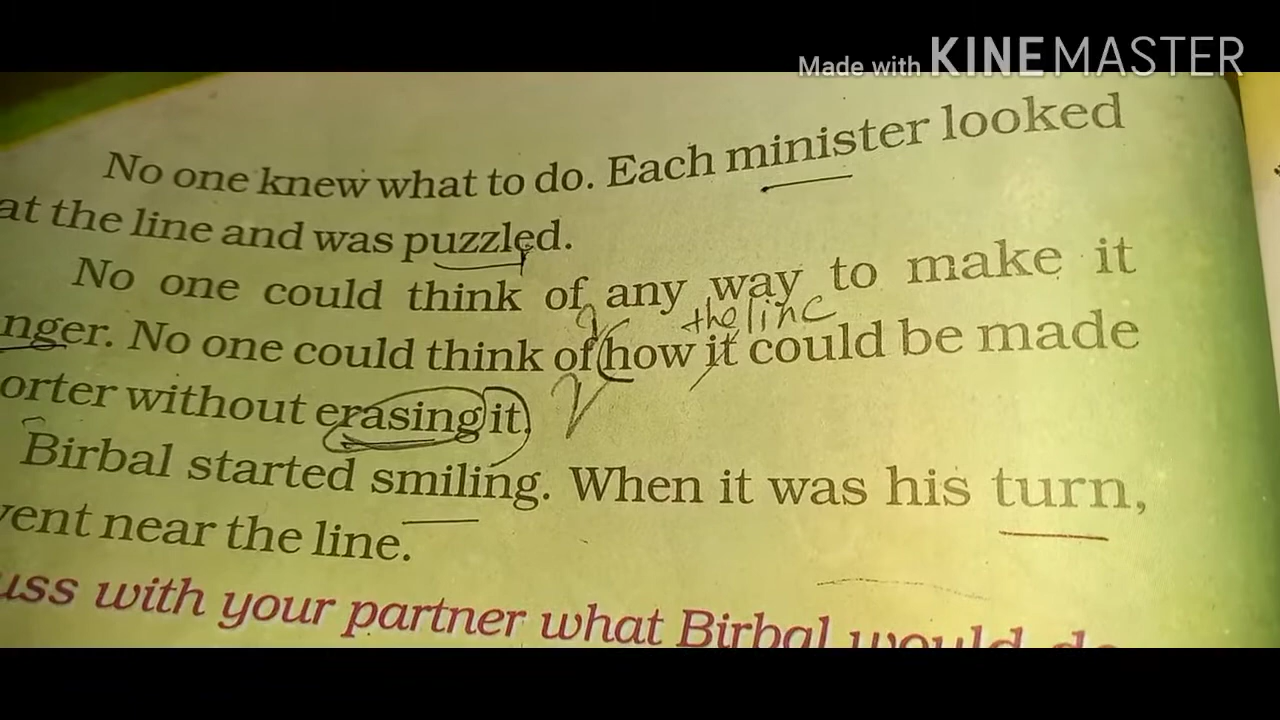 Made with KINEMASTER
No one knew what to do. Each minister looked
at the line and was puzzled.
No one could think of any way to make it
the line
nger. No one could think of how it could be made
orter without erasing it.
Birbal started smiling. When it was his turn,
vent near the line.
uss with your partner what Birbal would do